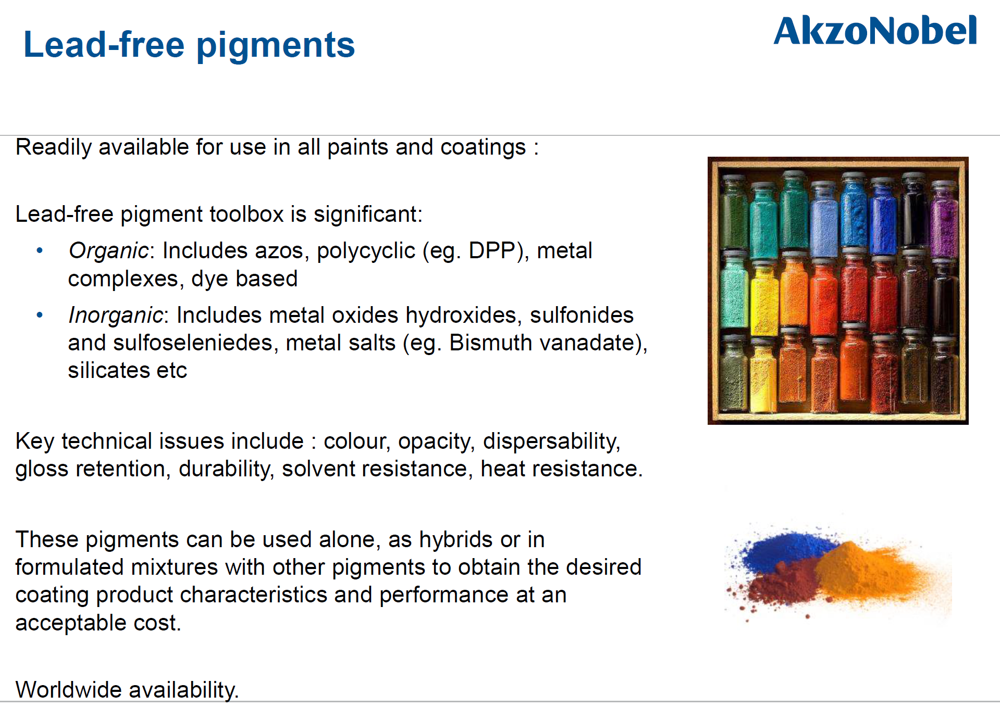 Lead-free pigments
AkzoNobel
Readily available for use in all paints and coatings :
Lead-free pigment toolbox is significant:
• Organic: Includes azos, polycyclic (eg. DPP), metal
complexes, dye based
• Inorganic: Includes metal oxides hydroxides, sulfonides
and sulfoseleniedes, metal salts (eg. Bismuth vanadate),
silicates etc
Key technical issues include : colour, opacity, dispersability,
gloss retention, durability, solvent resistance, heat resistance.
These pigments can be used alone, as hybrids or in
formulated mixtures with other pigments to obtain the desired
coating product characteristics and performance at an
acceptable cost.
Worldwide availability.